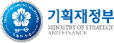 기획재정부
MINISTRY OF STRATEGY
AND FINANCE